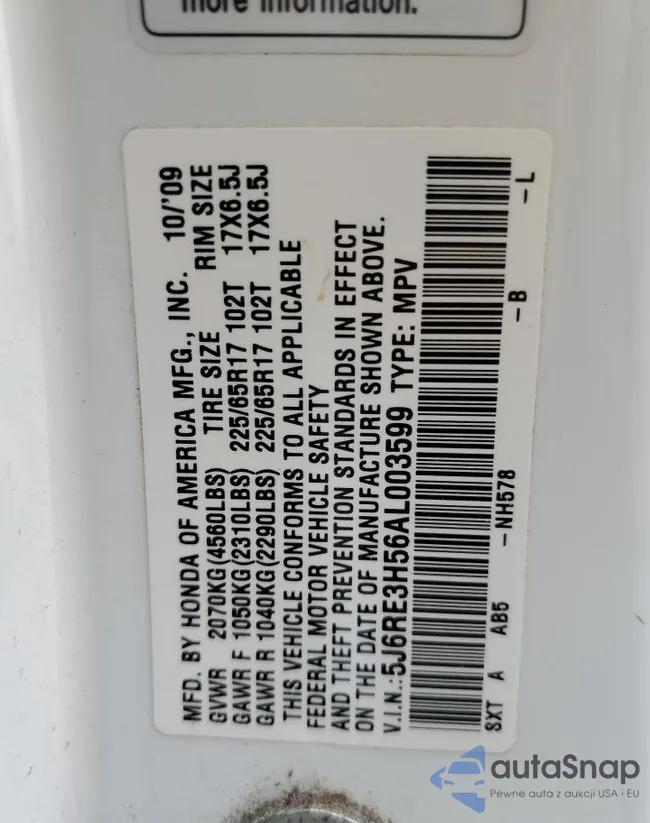 more information.
MFD. BY HONDA OF AMERICA MFG., INC. 10/'09
GVWR 2070KG(4560LBS) TIRE SIZE RIM SIZE
GAWR F 1050KG(2310LBS) 225/65R17 102T 17X6.5J
GAWR R 1040KG(2290LBS) 225/65R17 102T 17X6.5J
THIS VEHICLE CONFORMS TO ALL APPLICABLE
FEDERAL MOTOR VEHICLE SAFETY
AND THEFT PREVENTION STANDARDS IN EFFECT
ON THE DATE OF MANUFACTURE SHOWN ABOVE.
V.I.N.:5J6RE3H56AL003599 TYPE: MPV
SXT A AB5 -NH578 -B -L
autaSnap
Pewne auta z aukcji USA i EU